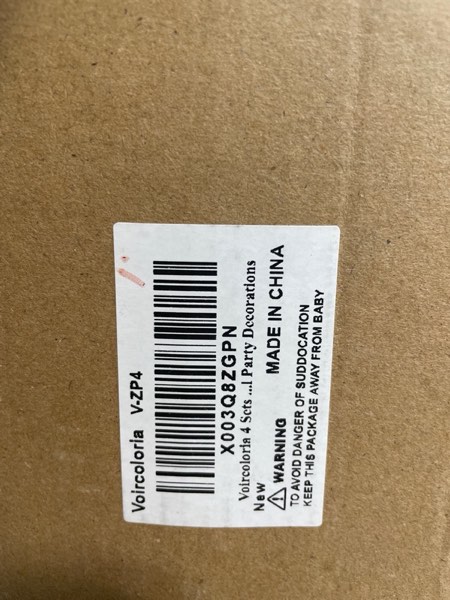 Voircoloria V-ZP4
X003Q8ZGPN
Voircoloria 4 Sets ...l Party Decorations
New
MADE IN CHINA
WARNING
TO AVOID DANGER OF SUDDOCATION
KEEP THIS PACKAGE AWAY FROM BABY